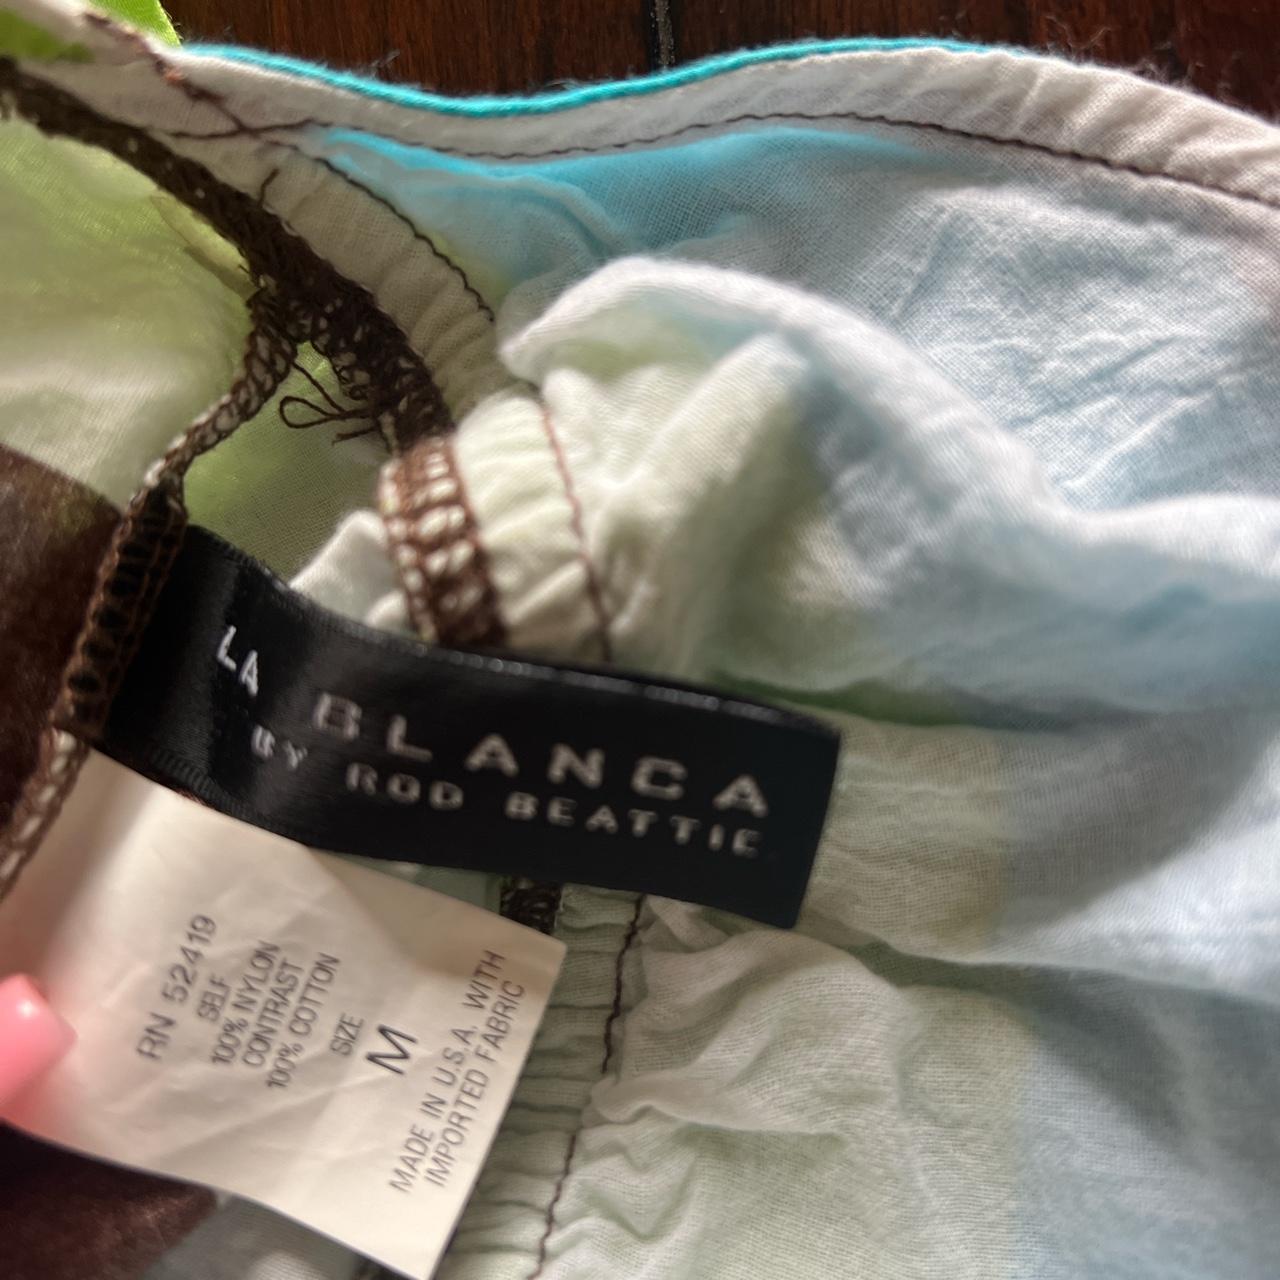 LA BLANCA
BY ROD BEATTIE
RN 52419
SELF
100% NYLON
CONTRAST
100% COTTON
SIZE
M
MADE IN U.S.A. WITH
IMPORTED FABRIC